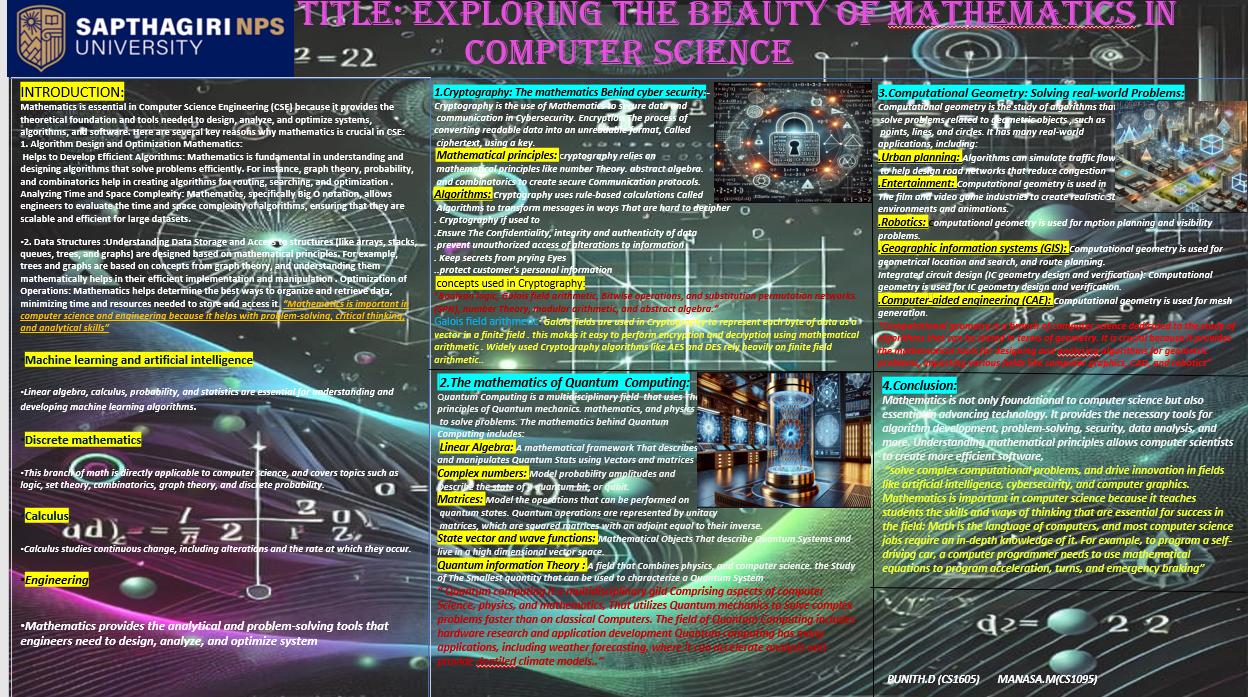 SAPTHAGIRI NPS
UNIVERSITY
TITLE: EXPLORING THE BEAUTY OF MATHEMATICS IN
COMPUTER SCIENCE
INTRODUCTION:
Mathematics is essential in Computer Science Engineering (CSE) because it provides the
theoretical foundation and tools needed to design, analyze, and optimize systems,
algorithms, and software. Here are several key reasons why mathematics is crucial in CSE:
1. Algorithm Design and Optimization Mathematics:
Helps to Develop Efficient Algorithms: Mathematics is fundamental in understanding and
designing algorithms that solve problems efficiently. For instance, graph theory, probability,
and combinatorics help in creating algorithms for routing, searching, and optimization .
Analyzing Time and Space Complexity: Mathematics, specifically Big O notation, allows
engineers to evaluate the time and space complexity of algorithms, ensuring that they are
scalable and efficient for large datasets.
•2. Data Structures :Understanding Data Storage and Access to structures (like arrays, stacks,
queues, trees, and graphs) are designed based on mathematical principles. For example,
trees and graphs are based on concepts from graph theory, and understanding them
mathematically helps in their efficient implementation and manipulation . Optimization of
Operations: Mathematics helps determine the best ways to organize and retrieve data,
minimizing time and resources needed to store and access it. "Mathematics is important in
computer science and engineering because it helps with problem-solving, critical thinking,
and analytical skills"
•Machine learning and artificial intelligence
•Linear algebra, calculus, probability, and statistics are essential for understanding and
developing machine learning algorithms.
•Discrete mathematics
•This branch of math is directly applicable to computer science, and covers topics such as
logic, set theory, combinatorics, graph theory, and discrete probability.
•Calculus
•Calculus studies continuous change, including alterations and the rate at which they occur.
•Engineering
•Mathematics provides the analytical and problem-solving tools that
engineers need to design, analyze, and optimize system
1.Cryptography: The mathematics Behind cyber security:-
Cryptography is the use of Mathematics to secure data and
communication in Cybersecurity. Encryption The process of
converting readable data into an unreadable format, Called
ciphertext, using a key.
Mathematical principles: cryptography relies on
mathematical principles like number Theory. abstract algebra.
and combinatorics to create secure Communication protocols.
Algorithms: Cryptography uses rule-based calculations Called
Algorithms to transform messages in ways That are hard to decipher
. Cryptography if used to
.Ensure The Confidentiality, integrity and authenticity of data
.prevent unauthorized access of alterations to information
. Keep secrets from prying Eyes
..protect customer's personal information
concepts used in Cryptography:
"Boolean logic, Galois field arithmetic, Bitwise operations, and substitution permutation networks.
(SPN), number Theory, modular arithmetic, and abstract algebra."
Galois field arithmetic- Galois fields are used in Cryptography to represent each byte of data as a
vector in a finite field . this makes it easy to perform encryption and decryption using mathematical
arithmetic . Widely used Cryptography algorithms like AES and DES rely heavily on finite field
arithmetic..
2.The mathematics of Quantum Computing:
Quantum Computing is a multidisciplinary field that uses The
principles of Quantum mechanics. mathematics, and physics
to solve problems. The mathematics behind Quantum
Computing includes:
Linear Algebra: A mathematical framework That describes
and manipulates Quantum Stats using Vectors and matrices
Complex numbers: Model probability amplitudes and
Describe the state of a quantum bit, or qubit.
Matrices: Model the operations that can be performed on
quantum states. Quantum operations are represented by unitary
matrices, which are squared matrices with an adjoint equal to their inverse.
State vector and wave functions: Mathematical Objects That describe Quantum Systems and
live in a high dimensional vector space.
Quantum information Theory : A field that Combines physics, and computer science. the Study
of The Smallest quantity that can be used to characterize a Quantum System
"Quantum computing is a multidisciplinary gild Comprising aspects of computer
Science, physics, and mathematics, That utilizes Quantum mechanics to Solve complex
problems faster than on classical Computers. The field of Quantum Computing includes
hardware research and application development Quantum computing has many
applications, including weather forecasting, where it can accelerate analysis and
provide detailed climate models.."
3.Computational Geometry: Solving real-world Problems:
Computational geometry is the study of algorithms that
solve problems related to geometric objects , such as
points, lines, and circles. It has many real-world
applications, including:
.Urban planning: Algorithms can simulate traffic flow
to help design road networks that reduce congestion
.Entertainment: Computational geometry is used in
The film and video game industries to create realistic
environments and animations.
.Robotics: omputational geometry is used for motion planning and visibility
problems.
.Geographic information systems (GIS): Computational geometry is used for
geometrical location and search, and route planning.
Integrated circuit design (IC geometry design and verification): Computational
geometry is used for IC geometry design and verification.
.Computer-aided engineering (CAE): Computational geometry is used for mesh
generation.
"Computational geometry is a branch of computer science dedicated to the study of
algorithms that can be stated in terms of geometry. It is crucial because it provides
4.Conclusion:
Mathematics is not only foundational to computer science but also
essential in advancing technology. It provides the necessary tools for
algorithm development, problem-solving, security, data analysis, and
more. Understanding mathematical principles allows computer scientists
to create more efficient software,
"solve complex computational problems, and drive innovation in fields
like artificial intelligence, cybersecurity, and computer graphics.
Mathematics is important in computer science because it teaches
students the skills and ways of thinking that are essential for success in
the field: Math is the language of computers, and most computer science
jobs require an in-depth knowledge of it. For example, to program a self-
driving car, a computer programmer needs to use mathematical
equations to program acceleration, turns, and emergency braking"
PUNITH.D (CS1605) MANASA.M(CS1095)